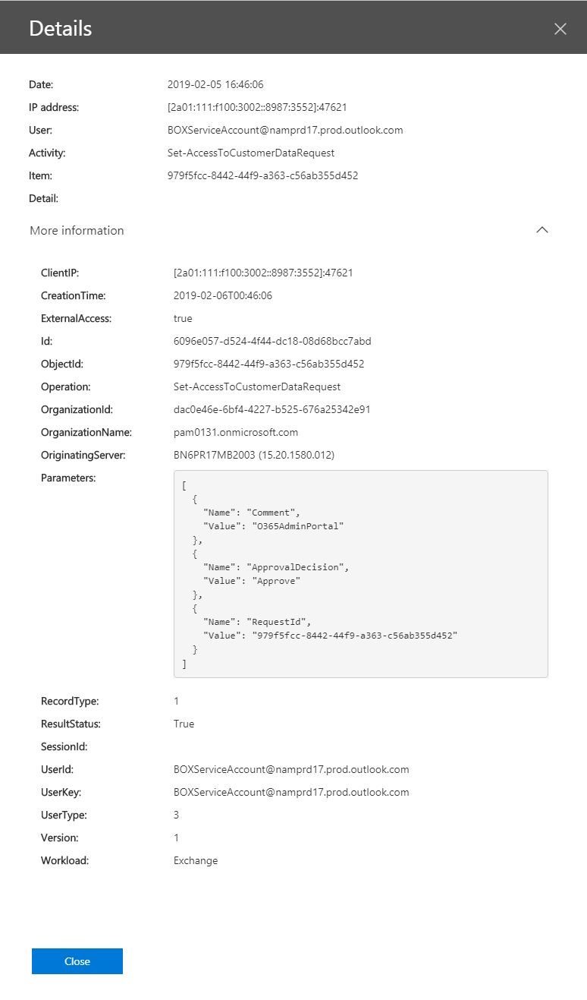 Details
Date: 2019-02-05 16:46:06
IP address: [2a01:111:f100:3002::8987:3552]:47621
User: BOXServiceAccount@namprd17.prod.outlook.com
Activity: Set-AccessToCustomerDataRequest
Item: 979f5fcc-8442-44f9-a363-c56ab355d452
Detail:
More information
ClientIP: [2a01:111:f100:3002::8987:3552]:47621
CreationTime: 2019-02-06T00:46:06
ExternalAccess: true
Id: 6096e057-d524-4f44-dc18-08d68bcc7abd
ObjectId: 979f5fcc-8442-44f9-a363-c56ab355d452
Operation: Set-AccessToCustomerDataRequest
OrganizationId: dac0e46e-6bf4-4227-b525-676a25342e91
OrganizationName: pam0131.onmicrosoft.com
OriginatingServer: BN6PR17MB2003 (15.20.1580.012)
Parameters:
[
  {
    "Name": "Comment",
    "Value": "O365AdminPortal"
  },
  {
    "Name": "ApprovalDecision",
    "Value": "Approve"
  },
  {
    "Name": "RequestId",
    "Value": "979f5fcc-8442-44f9-a363-c56ab355d452"
  }
]
RecordType: 1
ResultStatus: True
SessionId:
UserId: BOXServiceAccount@namprd17.prod.outlook.com
UserKey: BOXServiceAccount@namprd17.prod.outlook.com
UserType: 3
Version: 1
Workload: Exchange
Close